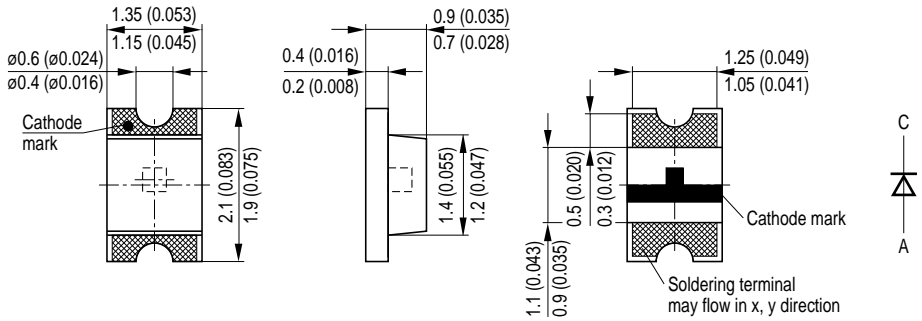 1.35 (0.053)
1.15 (0.045)
ø0.6 (ø0.024)
ø0.4 (ø0.016)
Cathode
mark
2.1 (0.083)
1.9 (0.075)
0.9 (0.035)
0.7 (0.028)
0.4 (0.016)
0.2 (0.008)
1.4 (0.055)
1.2 (0.047)
1.25 (0.049)
1.05 (0.041)
0.5 (0.020)
0.3 (0.012)
1.1 (0.043)
0.9 (0.035)
Cathode mark
Soldering terminal
may flow in x, y direction
C
A